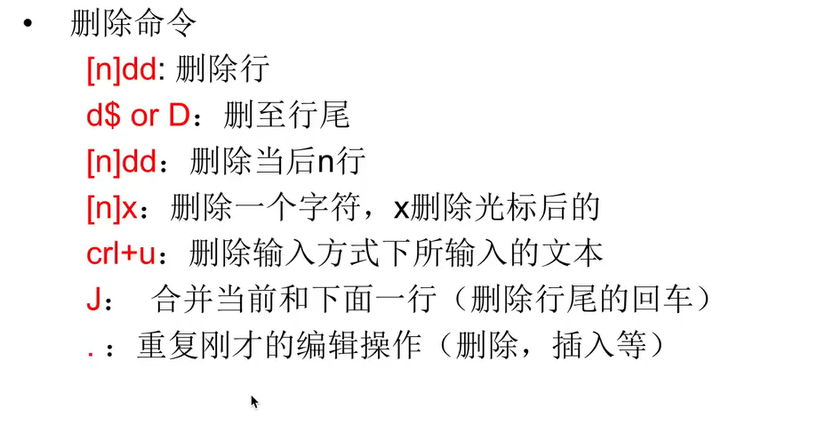 • 删除命令
[n]dd: 删除行
d$ or D：删至行尾
[n]dd：删除当后n行
[n]x：删除一个字符，x删除光标后的
crl+u：删除输入方式下所输入的文本
J： 合并当前和下面一行（删除行尾的回车）
. ：重复刚才的编辑操作（删除，插入等）